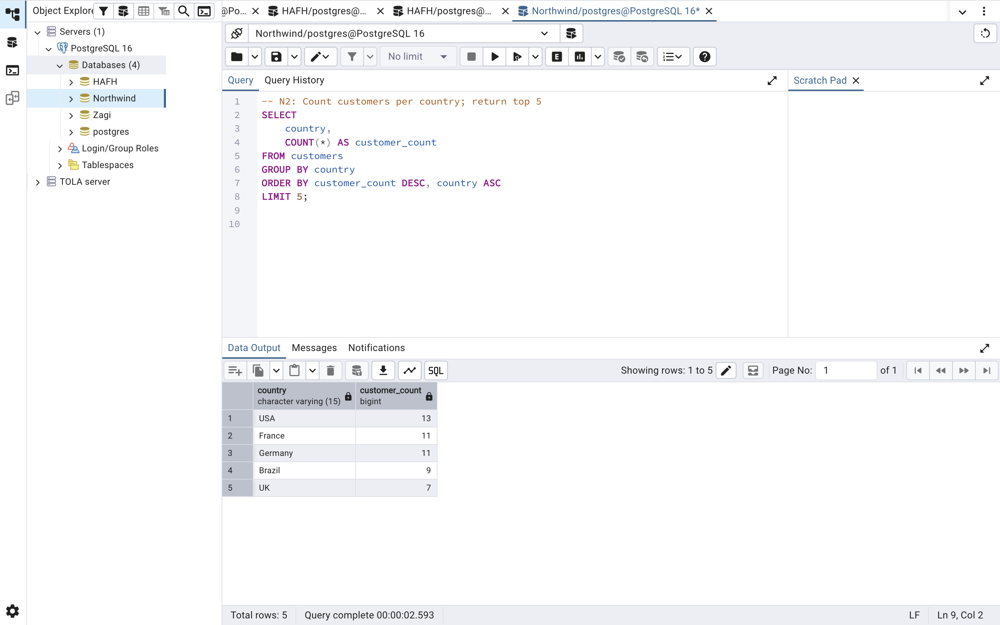 Object Explore
@Po...
HAFH/postgres@...
HAFH/postgres@...
Northwind/postgres@PostgreSQL 16*
Servers (1)
PostgreSQL 16
Databases (4)
HAFH
Northwind
Zagi
postgres
Login/Group Roles
Tablespaces
TOLA server
Northwind/postgres@PostgreSQL 16
No limit
E
Query
Query History
Scratch Pad
1 -- N2: Count customers per country; return top 5
2 SELECT
3     country,
4     COUNT(*) AS customer_count
5 FROM customers
6 GROUP BY country
7 ORDER BY customer_count DESC, country ASC
8 LIMIT 5;
9
10
Data Output
Messages
Notifications
SQL
Showing rows: 1 to 5
Page No: 1 of 1
country customer_count
character varying (15) bigint
1 USA 13
2 France 11
3 Germany 11
4 Brazil 9
5 UK 7
Total rows: 5
Query complete 00:00:02.593
LF
Ln 9, Col 2